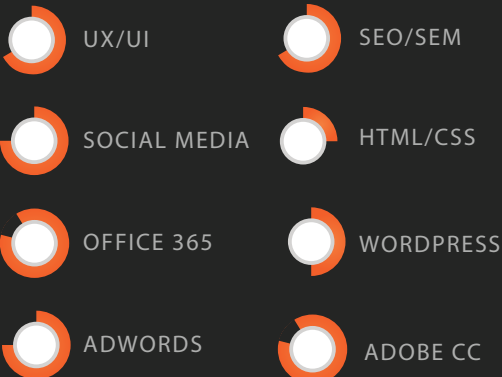 UX/UI
SEO/SEM
SOCIAL MEDIA
HTML/CSS
OFFICE 365
WORDPRESS
ADWORDS
ADOBE CC